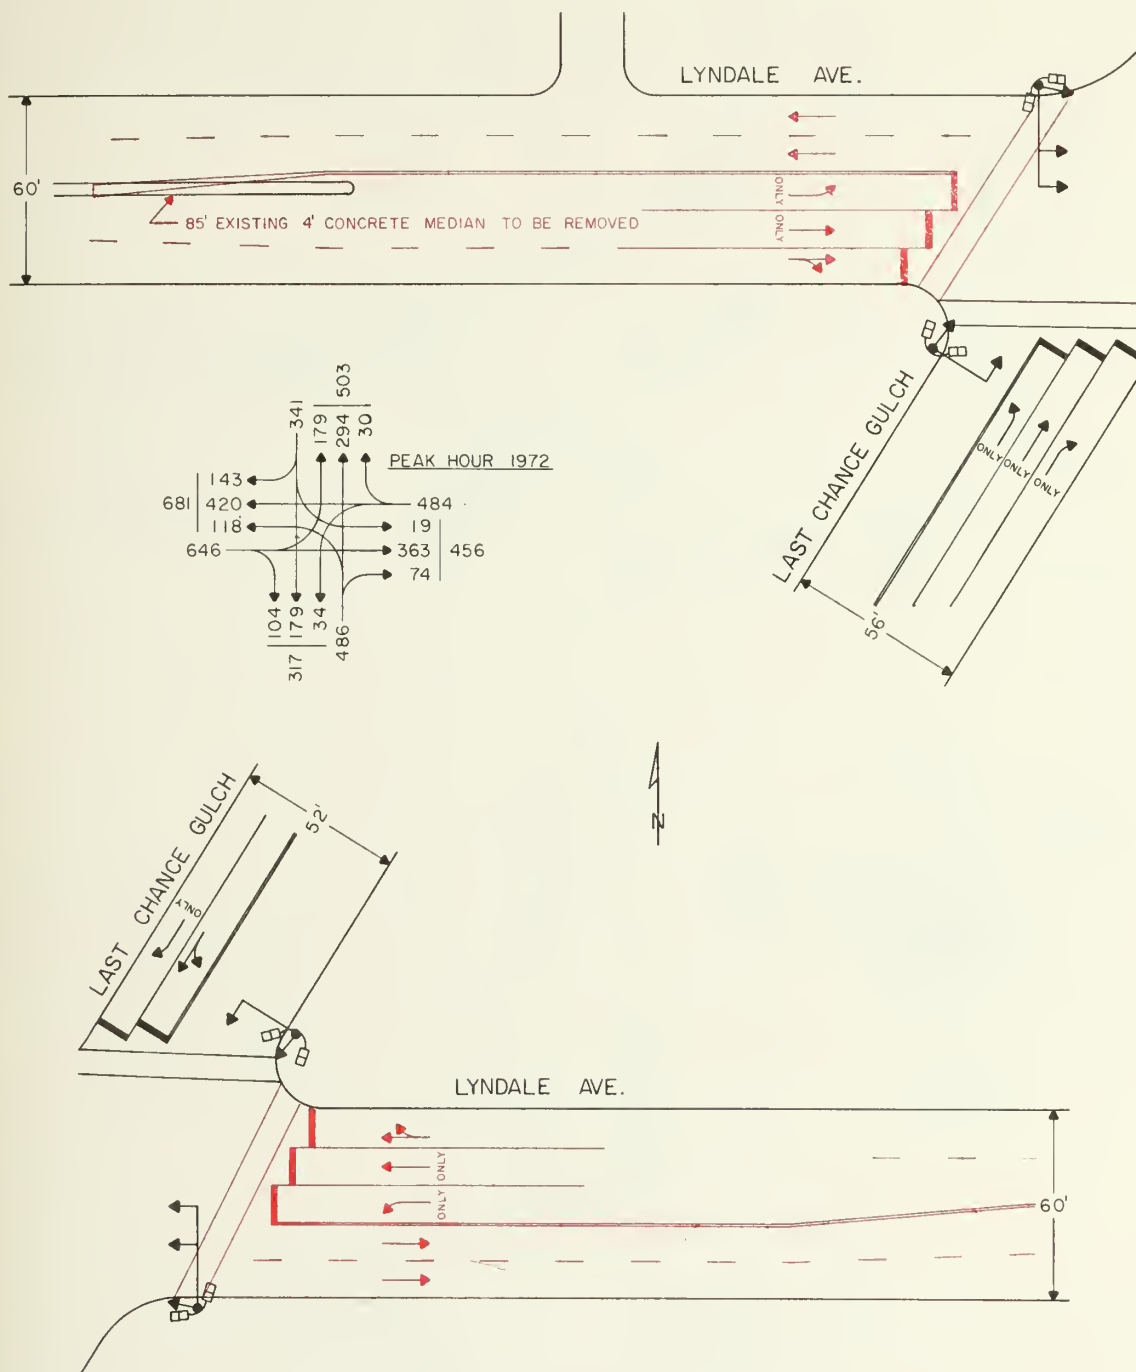 LYNDALE AVE.
60'
ONLY
85' EXISTING 4' CONCRETE MEDIAN TO BE REMOVED
ONLY
LAST CHANCE GULCH
ONLY
ONLY
ONLY
56'
341
179
294
30
503
PEAK HOUR 1972
143
681
420
484
118
19
646
363
456
74
104
179
34
486
317
N
LAST CHANCE GULCH
52'
ONLY
LYNDALE AVE.
ONLY
ONLY
60'